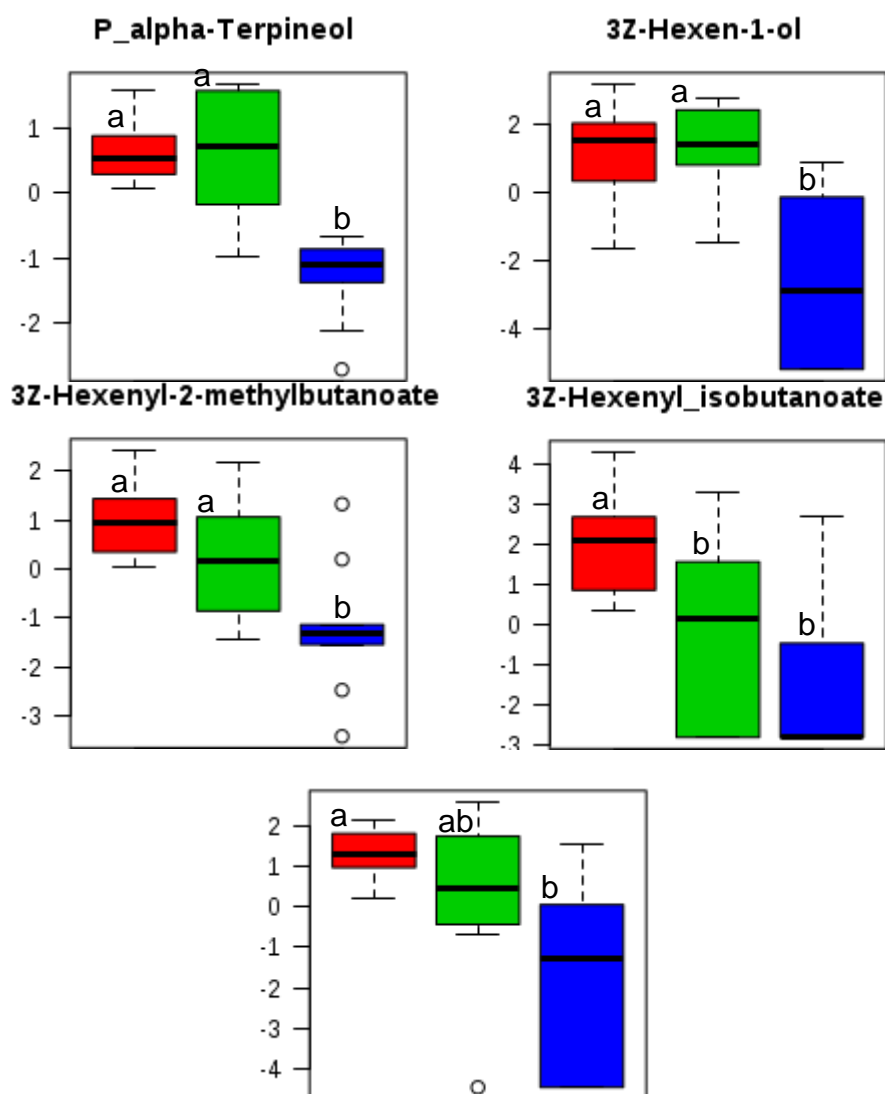 P_alpha-Terpineol
1
0
-1
-2
a
a
b
3Z-Hexen-1-ol
2
0
-2
-4
a
a
b
3Z-Hexenyl-2-methylbutanoate
2
1
0
-1
-2
-3
a
a
b
3Z-Hexenyl_isobutanoate
4
3
2
1
0
-1
-2
-3
a
b
b
2
1
0
-1
-2
-3
-4
a
ab
b